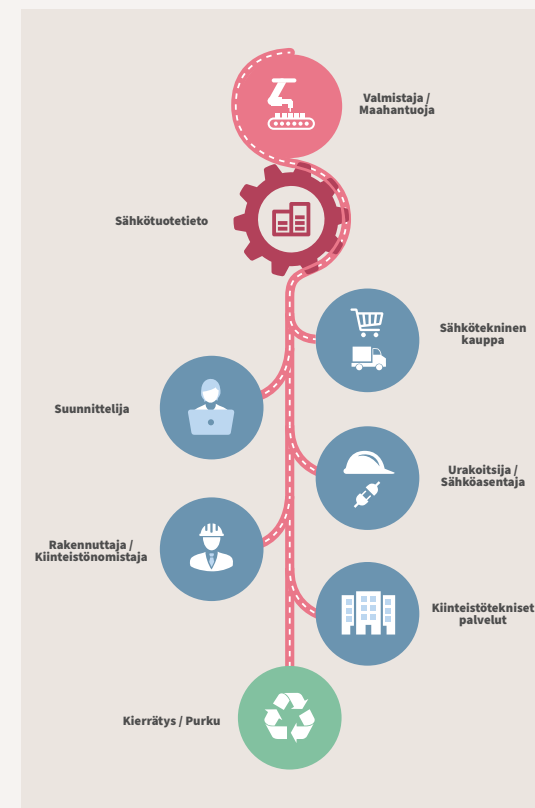 Valmistaja /
Maahantuoja
Sähkötuotetieto
Sähkötekninen
kauppa
Suunnittelija
Urakoitsija /
Sähköasentaja
Rakennuttaja /
Kiinteistönomistaja
Kiinteistötekniset
palvelut
Kierrätys / Purku